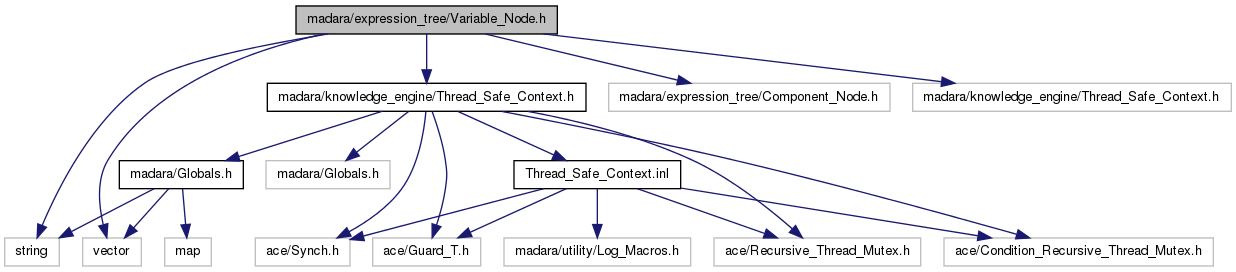 madara/expression_tree/Variable_Node.h
madara/knowledge_engine/Thread_Safe_Context.h
madara/expression_tree/Component_Node.h
madara/knowledge_engine/Thread_Safe_Context.h
madara/Globals.h
madara/Globals.h
Thread_Safe_Context.inl
string
vector
map
ace/Synch.h
ace/Guard_T.h
madara/utility/Log_Macros.h
ace/Recursive_Thread_Mutex.h
ace/Condition_Recursive_Thread_Mutex.h